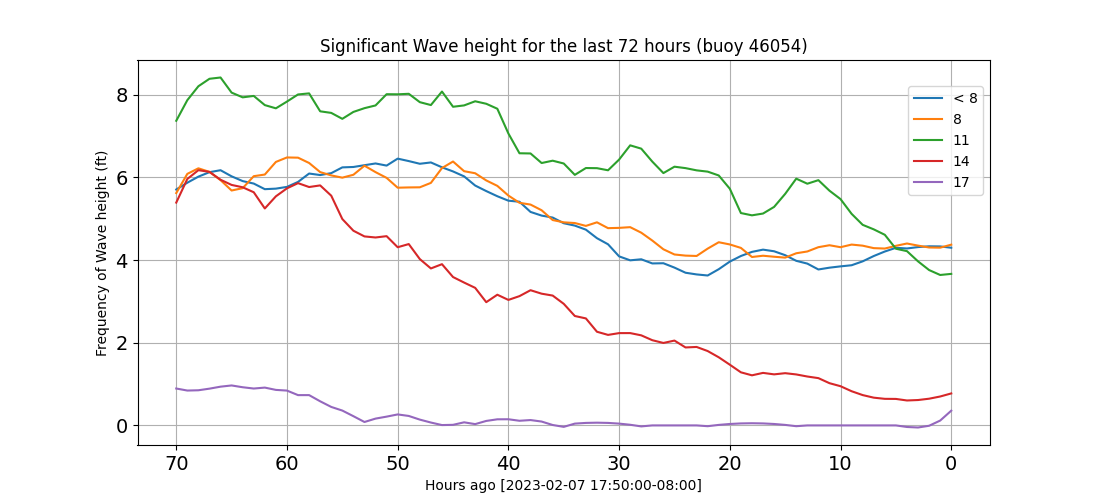 Significant Wave height for the last 72 hours (buoy 46054)
Frequency of Wave height (ft)
8
6
4
2
0
< 8
8
11
14
17
70 60 50 40 30 20 10 0
Hours ago [2023-02-07 17:50:00-08:00]